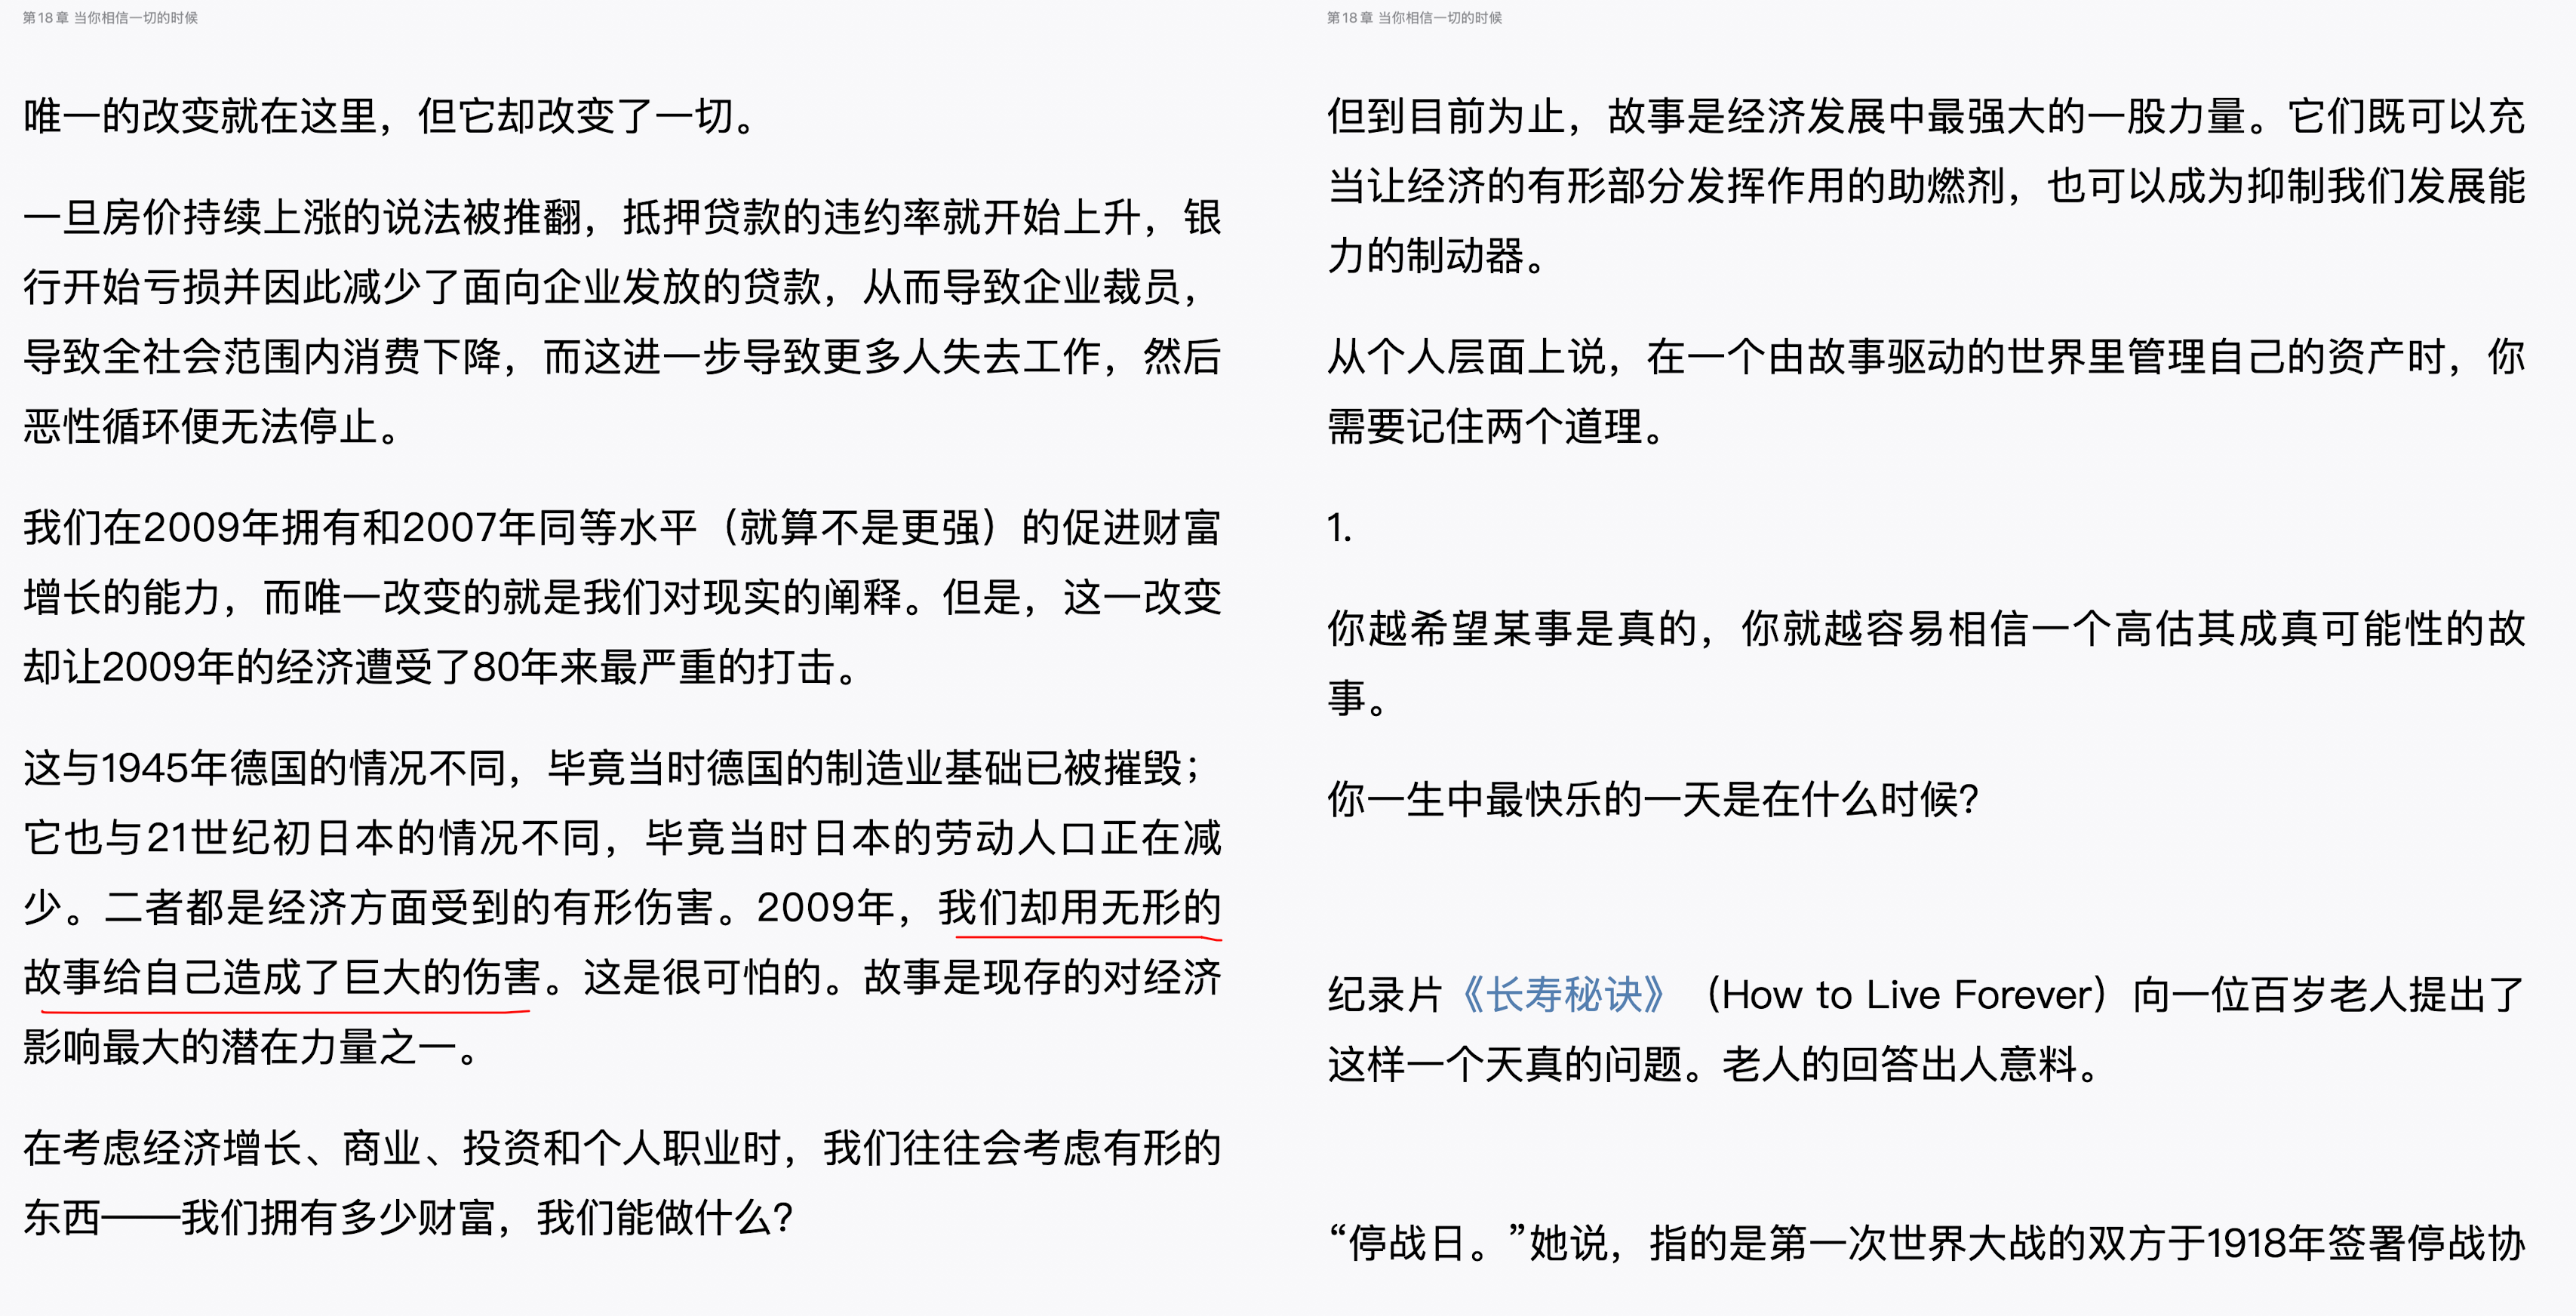 第18章 当你相信一切的时候
唯一的改变就在这里，但它却改变了一切。
一旦房价持续上涨的说法被推翻，抵押贷款的违约率就开始上升，银
行开始亏损并因此减少了面向企业发放的贷款，从而导致企业裁员，
导致全社会范围内消费下降，而这进一步导致更多人失去工作，然后
恶性循环便无法停止。
我们在2009年拥有和2007年同等水平（就算不是更强）的促进财富
增长的能力，而唯一改变的就是我们对现实的阐释。但是，这一改变
却让2009年的经济遭受了80年来最严重的打击。
这与1945年德国的情况不同，毕竟当时德国的制造业基础已被摧毁；
它也与21世纪初日本的情况不同，毕竟当时日本的劳动人口正在减
少。二者都是经济方面受到的有形伤害。2009年，我们却用无形的
故事给自己造成了巨大的伤害。这是很可怕的。故事是现存的对经济
影响最大的潜在力量之一。
在考虑经济增长、商业、投资和个人职业时，我们往往会考虑有形的
东西——我们拥有多少财富，我们能做什么？
第18章 当你相信一切的时候
但到目前为止，故事是经济发展中最强大的一股力量。它们既可以充
当让经济的有形部分发挥作用的助燃剂，也可以成为抑制我们发展能
力的制动器。
从个人层面上说，在一个由故事驱动的世界里管理自己的资产时，你
需要记住两个道理。
1.
你越希望某事是真的，你就越容易相信一个高估其成真可能性的故
事。
你一生中最快乐的一天是在什么时候？
纪录片《长寿秘诀》（How to Live Forever）向一位百岁老人提出了
这样一个天真的问题。老人的回答出人意料。
“停战日。”她说，指的是第一次世界大战的双方于1918年签署停战协